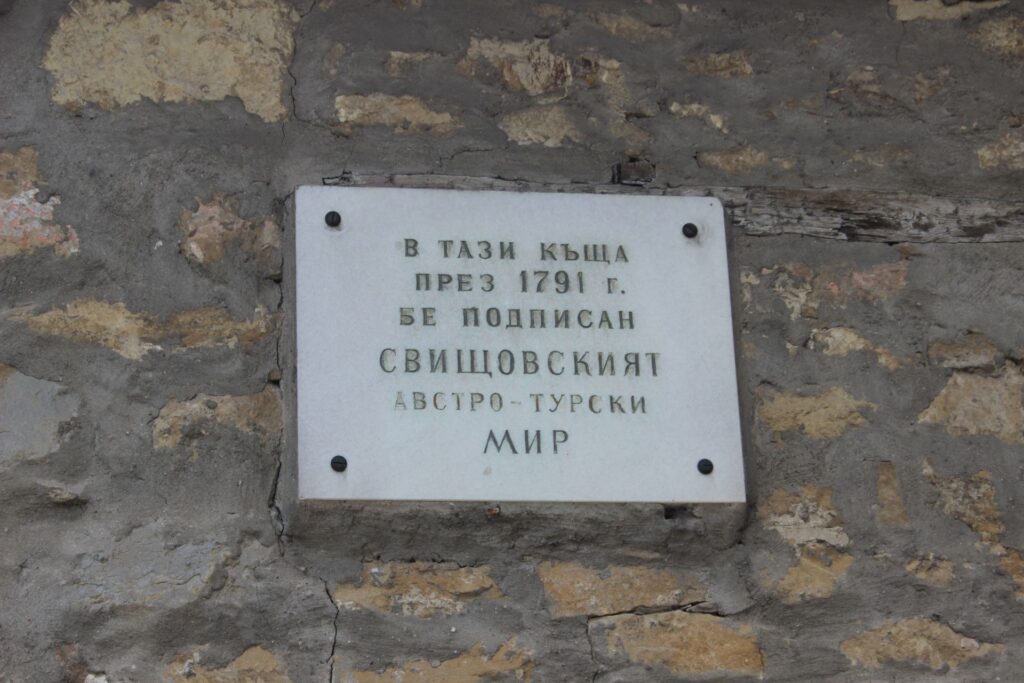 В ТАЗИ КЪЩА
ПРЕЗ 1791 г.
БЕ ПОДПИСАН
СВИЩОВСКИЯТ
АВСТРО-ТУРСКИ
МИР